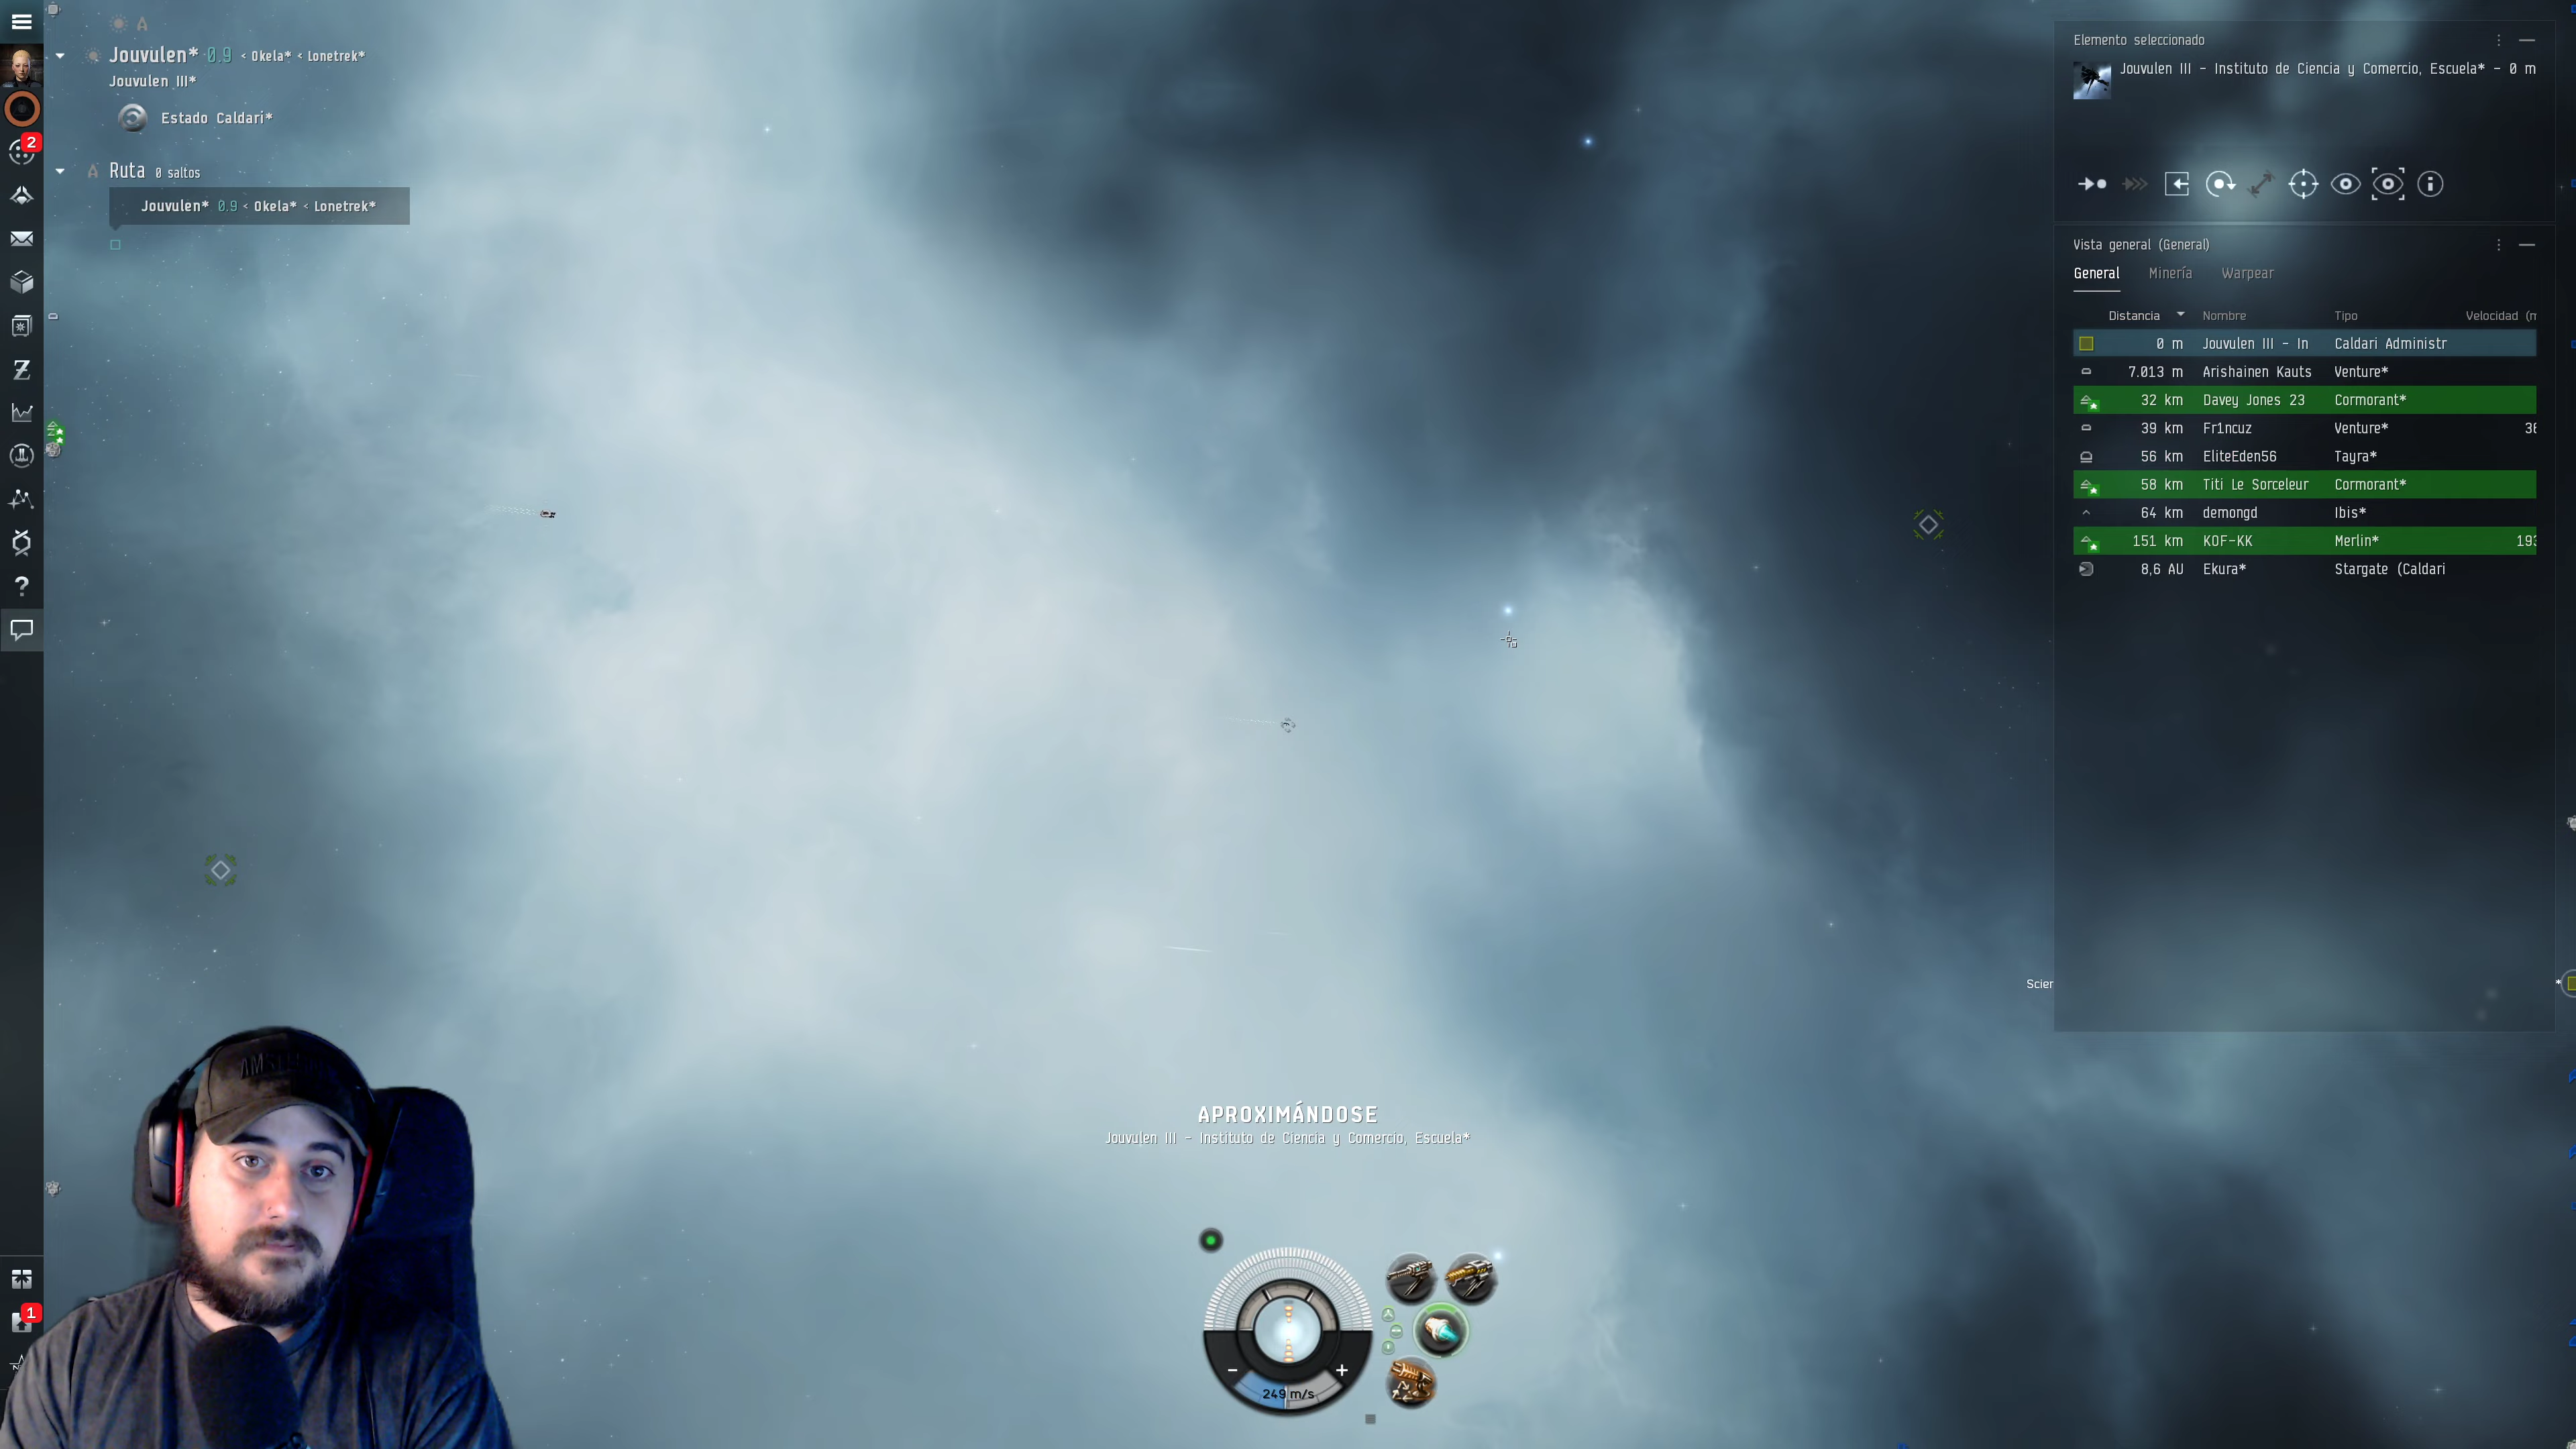 Jouvulen* 0.9 < Okela* < Lonetrek*
Jouvulen III*
Estado Caldari*
Ruta 0 saltos
Jouvulen* 0.9 < Okela* < Lonetrek*
2
1
Elemento seleccionado
Jouvulen III - Instituto de Ciencia y Comercio, Escuela* - 0 m
Vista general (General)
General Minería Warpear
Distancia Nombre Tipo Velocidad (m
0 m Jouvulen III - In Caldari Administr
7.013 m Arishainen Kauts Venture*
32 km Davey Jones 23 Cormorant*
39 km Fr1ncuz Venture* 36
56 km EliteEden56 Tayra*
58 km Titi Le Sorceleur Cormorant*
64 km demongd Ibis*
151 km KOF-KK Merlin* 193
8,6 AU Ekura* Stargate (Caldari
Scier
APROXIMÁNDOSE
Jouvulen III - Instituto de Ciencia y Comercio, Escuela*
249 m/s